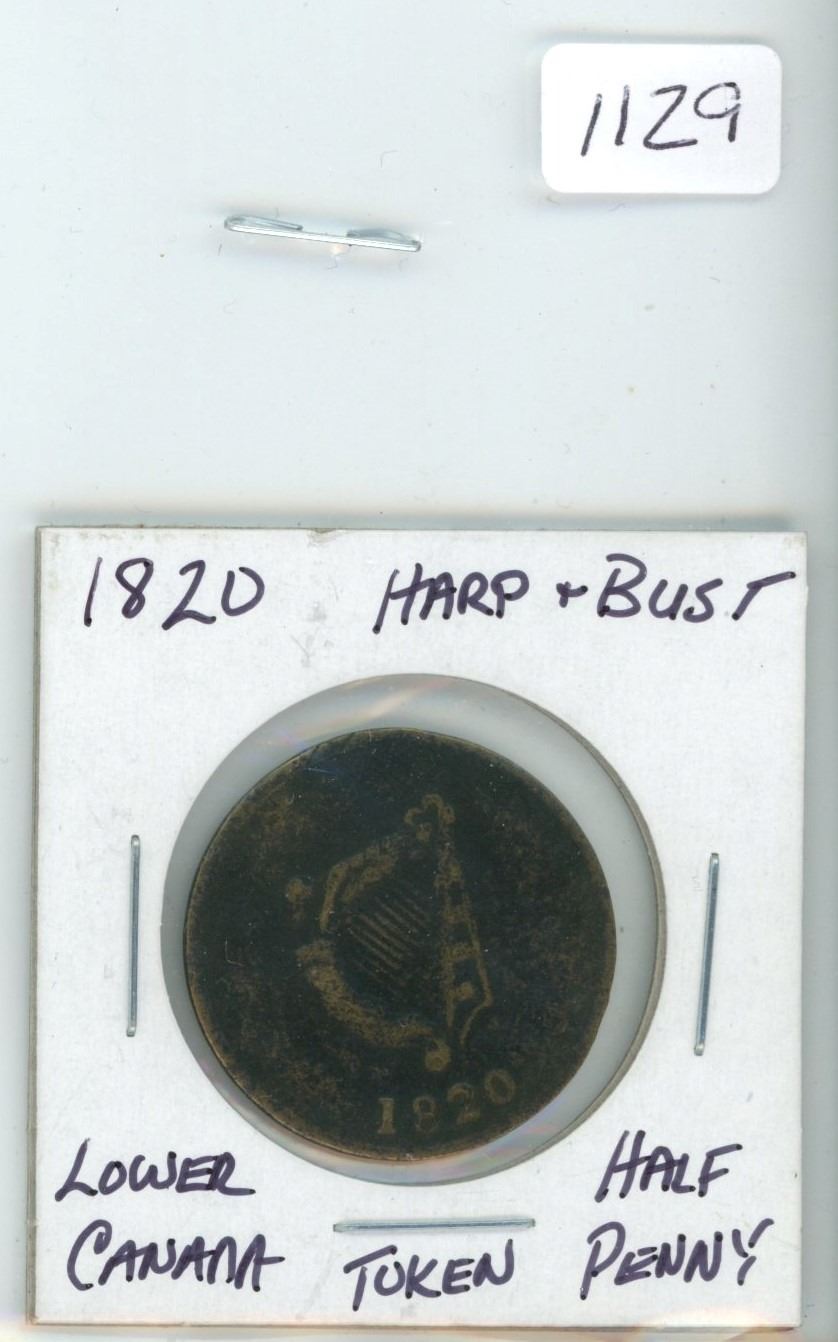 1129
1820 HARP + BUST
1820
LOWER CANADA
TOKEN
HALF PENNY